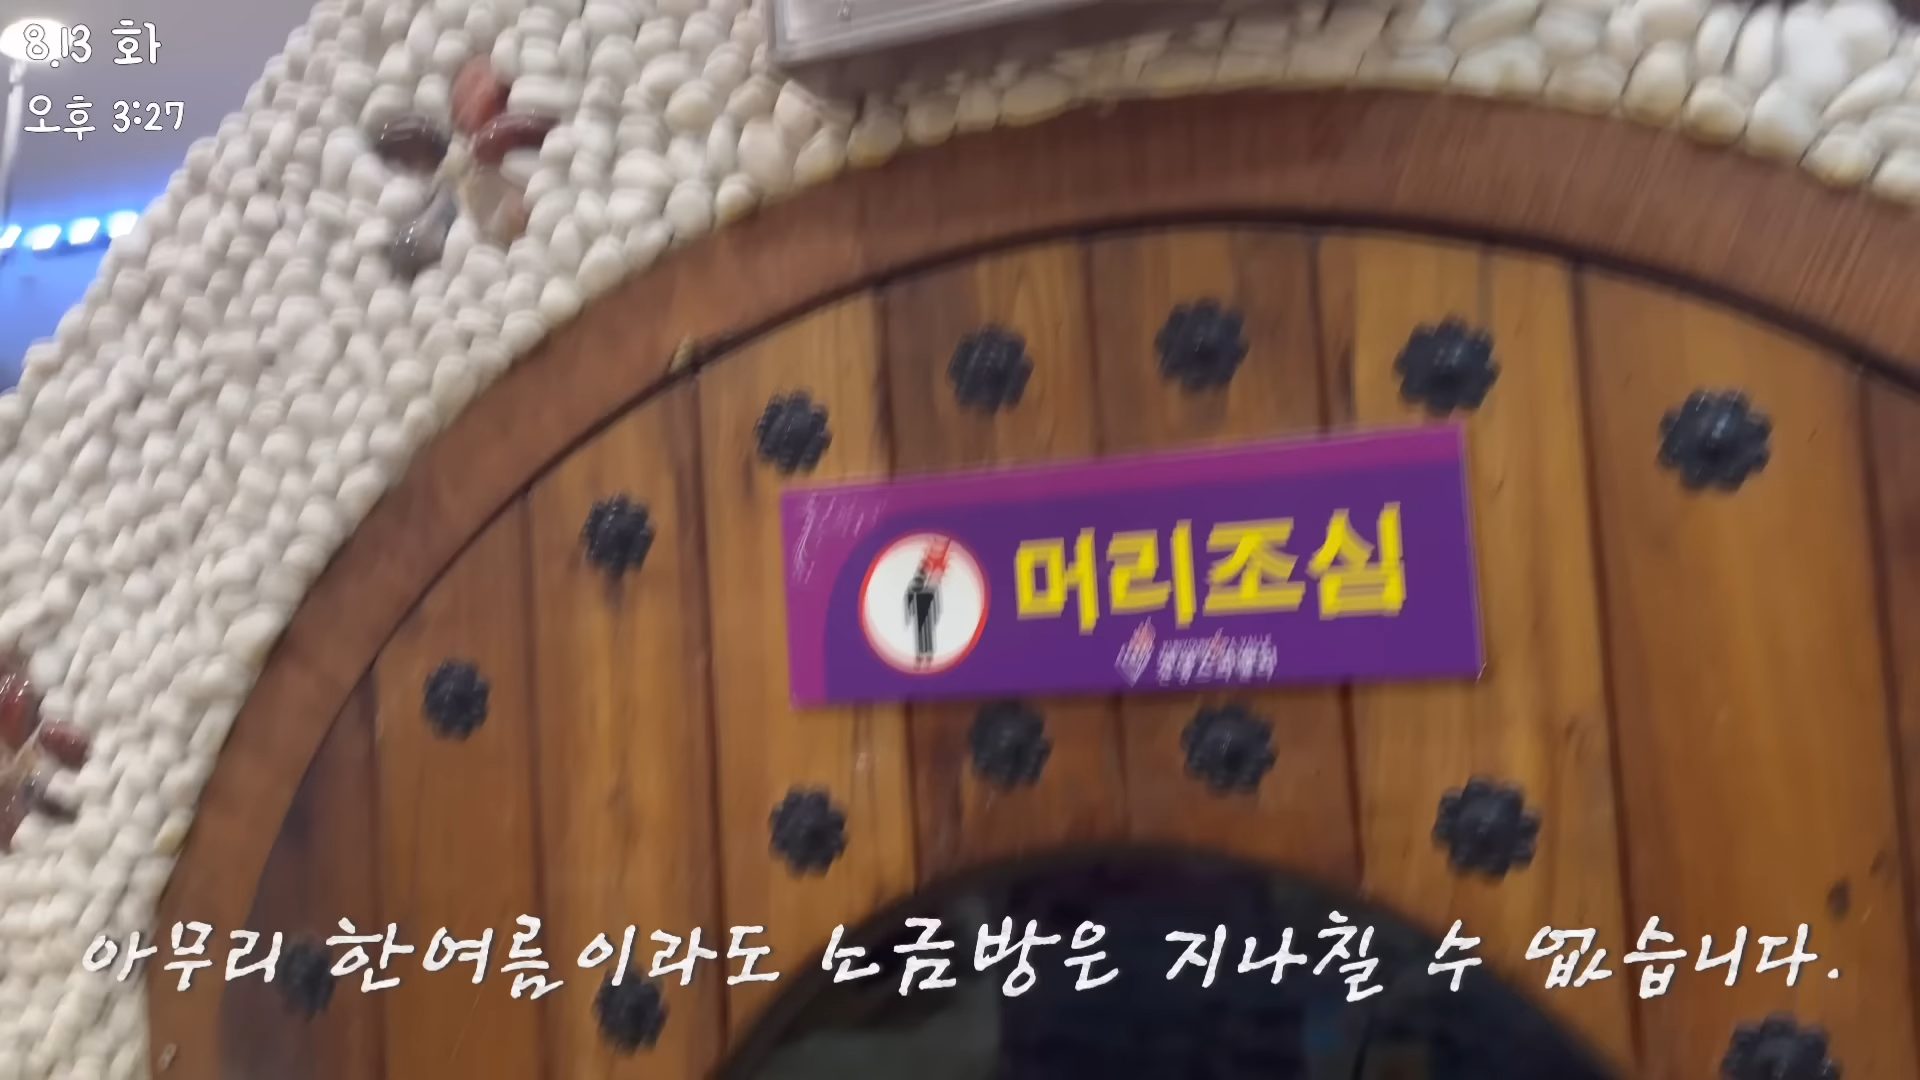 8.13 화
오후 3:27
머리조심
아무리 한여름이라도 소금방은 지나칠 수 없습니다.